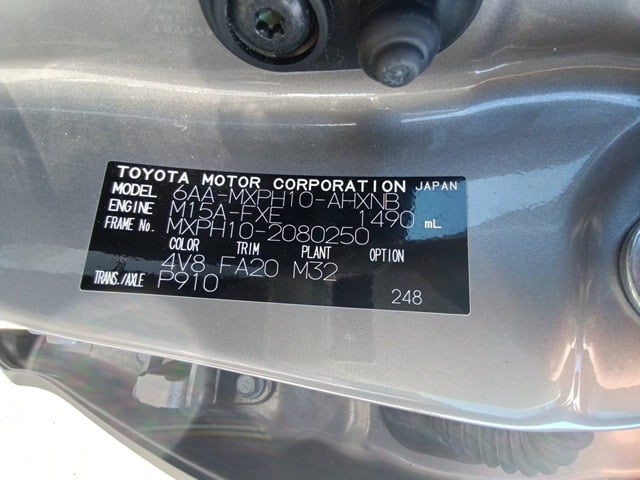 TOYOTA MOTOR CORPORATION JAPAN
MODEL 6AA-MXPH10-AHXNB
ENGINE M15A-FXE 1490 mL
FRAME No. MXPH10-2080250
COLOR TRIM PLANT OPTION
4V8 FA20 M32
TRANS./AXLE P910
248